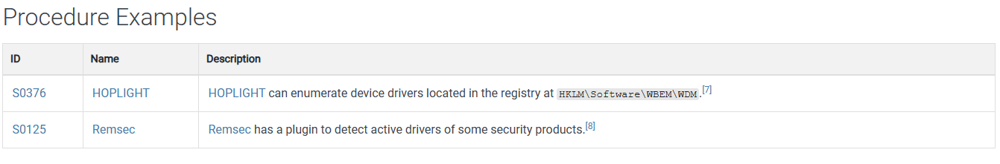 Procedure Examples
ID Name Description
S0376 HOPLIGHT HOPLIGHT can enumerate device drivers located in the registry at HKLM\Software\WBEM\WDM.[7]
S0125 Remsec Remsec has a plugin to detect active drivers of some security products.[8]